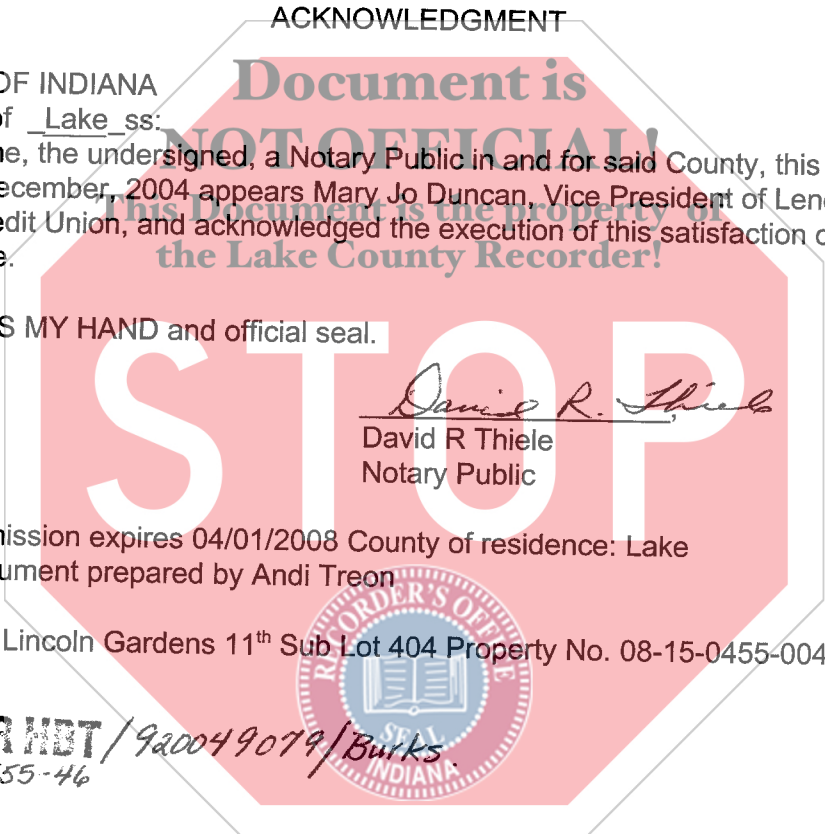 ACKNOWLEDGMENT
OF INDIANA
of _Lake_ss:
ne, the undersigned, a Notary Public in and for said County, this
ecember, 2004 appears Mary Jo Duncan, Vice President of Len
edit Union, and acknowledged the execution of this satisfaction o
e.
Document is
NOT OFFICIAL!
This Document is the property of
the Lake County Recorder!
S MY HAND and official seal.
STOP
David R. Thiele
David R Thiele
Notary Public
ission expires 04/01/2008 County of residence: Lake
ument prepared by Andi Treon
RECORDER'S OFFICE
SEAL
INDIANA
Lincoln Gardens 11th Sub Lot 404 Property No. 08-15-0455-004
R HBT / 920049079/Burks.
55-46